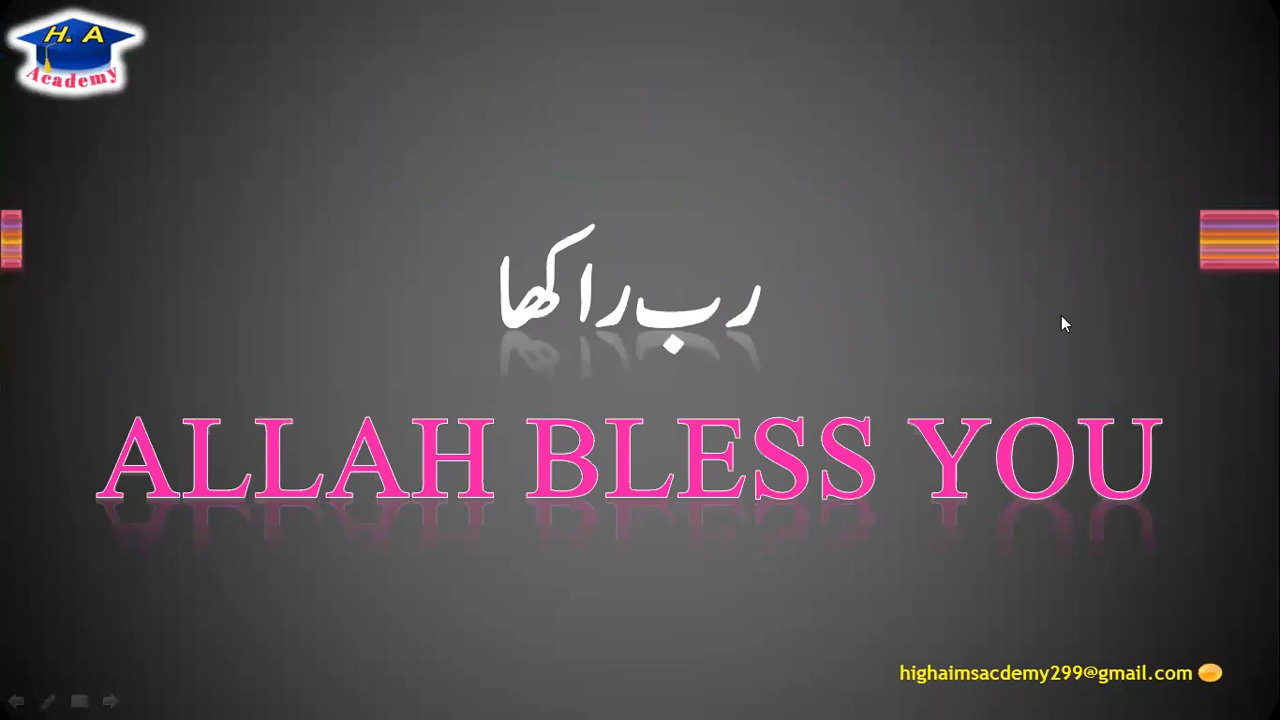 H. A
Academy
رب راکھا
ALLAH BLESS YOU
highaimsacdemy299@gmail.com